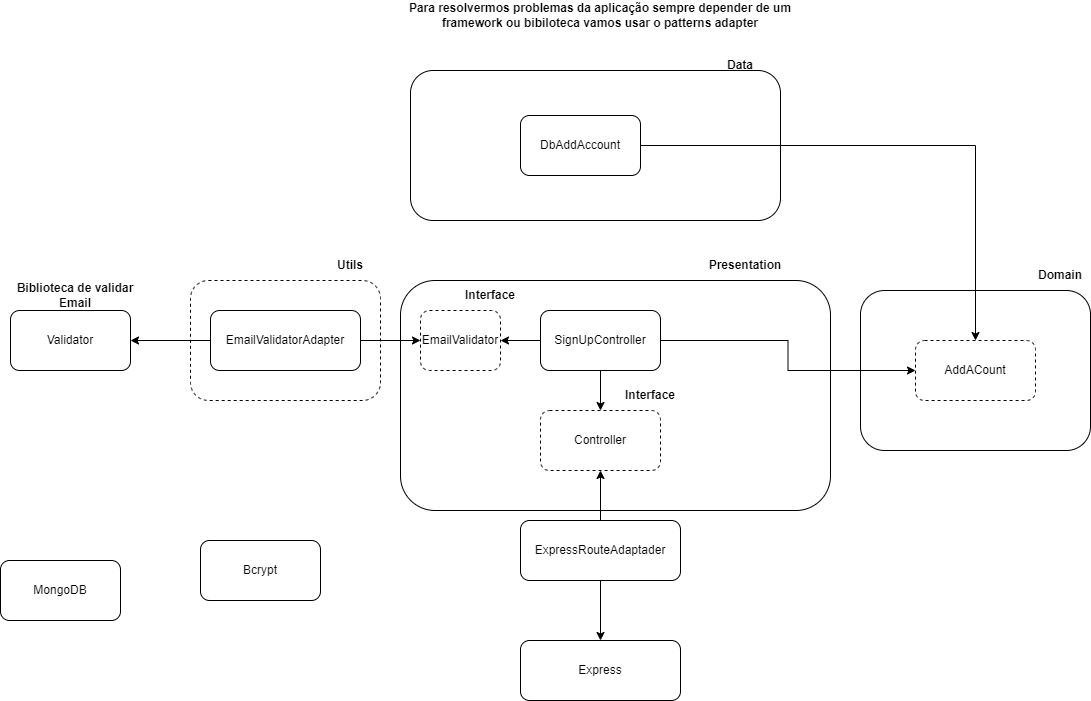 Para resolvermos problemas da aplicação sempre depender de um
framework ou bibiloteca vamos usar o patterns adapter
Data
DbAddAccount
Utils
Presentation
Domain
Biblioteca de validar
Email
Interface
Validator
EmailValidatorAdapter
EmailValidator
SignUpController
AddACount
Interface
Controller
ExpressRouteAdaptader
Bcrypt
MongoDB
Express